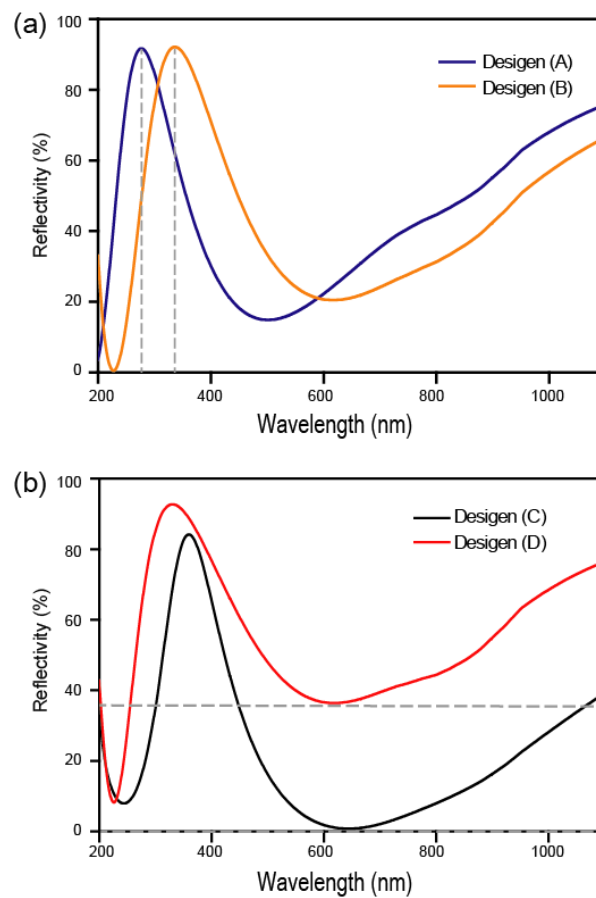 (a)
100
80
60
40
20
0
Reflectivity (%)
Desigen (A)
Desigen (B)
200 400 600 800 1000
Wavelength (nm)
(b)
100
80
60
40
20
0
Reflectivity (%)
Desigen (C)
Desigen (D)
200 400 600 800 1000
Wavelength (nm)